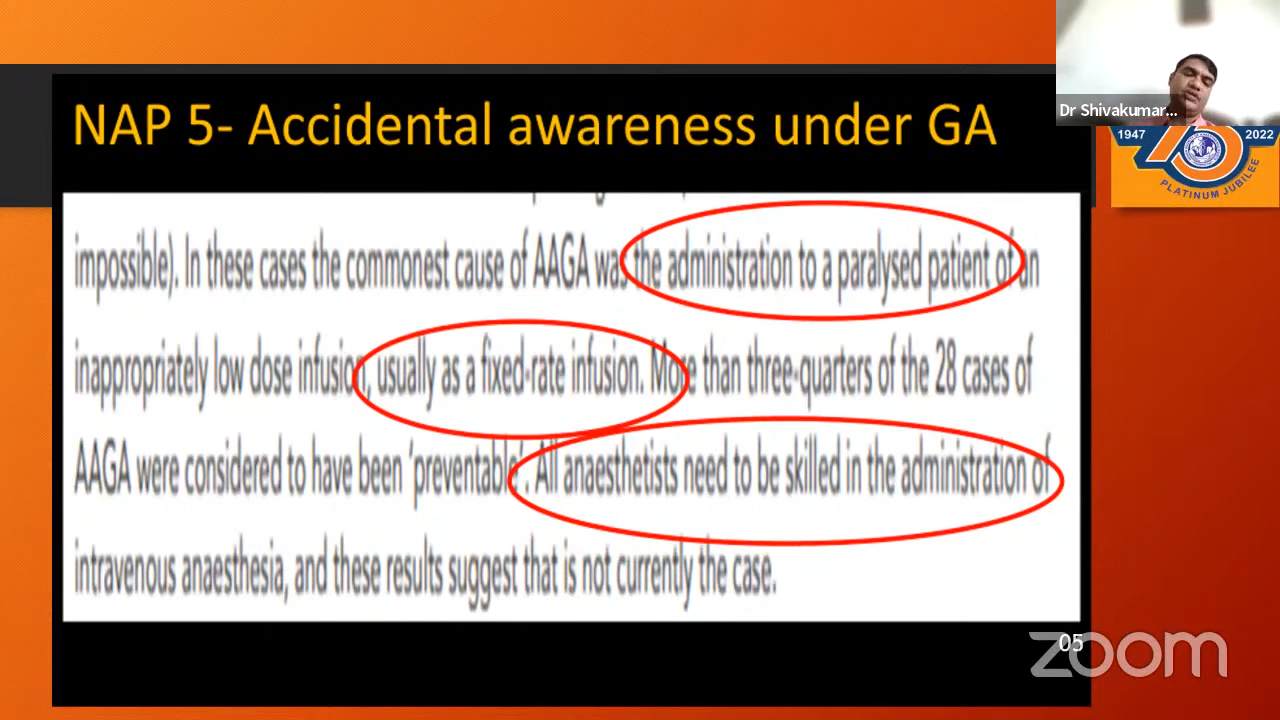 NAP 5- Accidental awareness under GA
Dr Shivakumar...
1947
2022
75
PLATINUM JUBILEE
impossible). In these cases the commonest cause of AAGA was the administration to a paralysed patient of an
inappropriately low dose infusion, usually as a fixed-rate infusion. More than three-quarters of the 28 cases of
AAGA were considered to have been ‘preventable’. All anaesthetists need to be skilled in the administration of
intravenous anaesthesia, and these results suggest that is not currently the case.
05
zoom